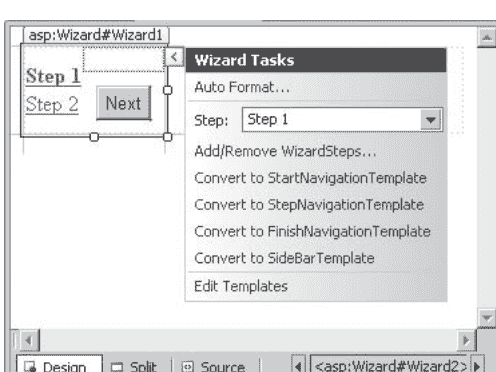 asp:Wizard#Wizard1
Step 1
Step 2
Next
Wizard Tasks
Auto Format...
Step: Step 1
Add/Remove WizardSteps...
Convert to StartNavigationTemplate
Convert to StepNavigationTemplate
Convert to FinishNavigationTemplate
Convert to SideBarTemplate
Edit Templates
Design Split Source <asp:Wizard#Wizard2>